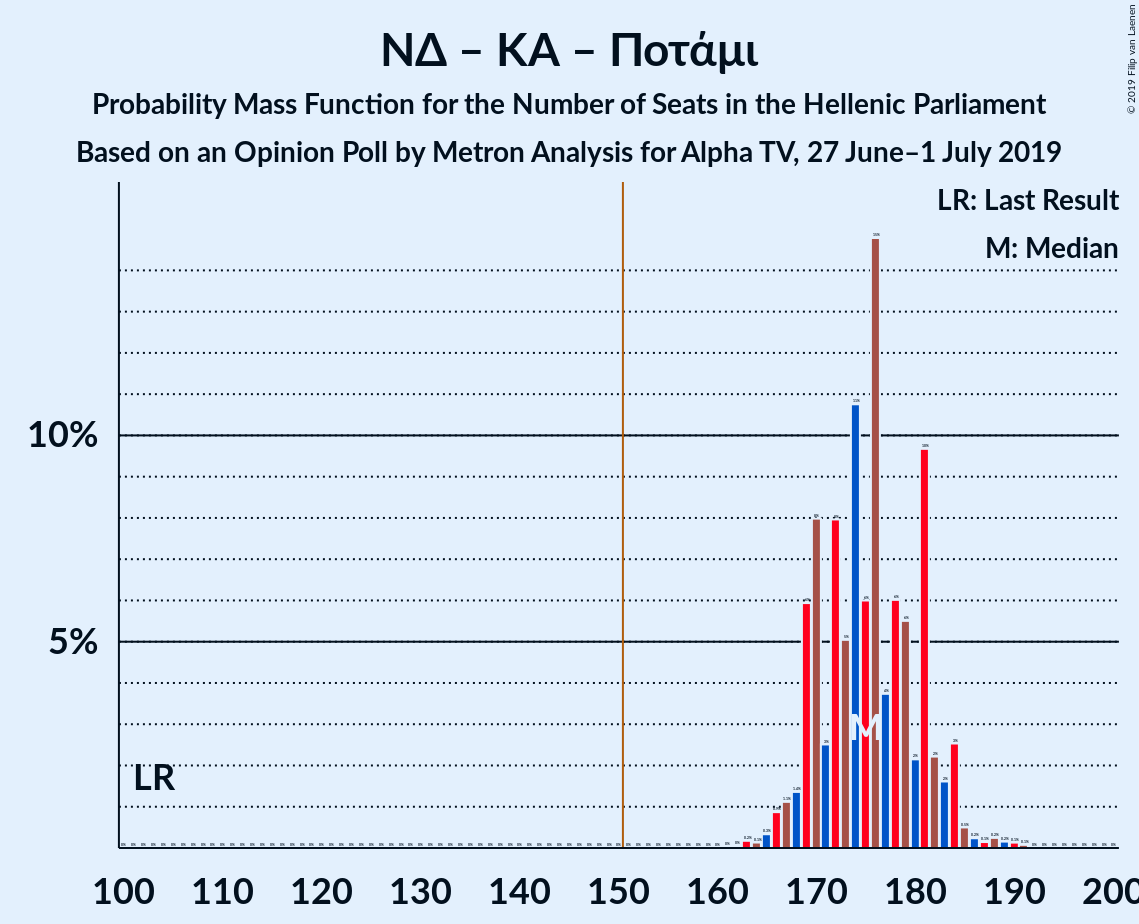 ΝΔ – ΚΑ – Ποτάμι
Probability Mass Function for the Number of Seats in the Hellenic Parliament
Based on an Opinion Poll by Metron Analysis for Alpha TV, 27 June–1 July 2019
© 2019 Filip van Laenen
LR: Last Result
M: Median
10%
5%
LR
M
100 110 120 130 140 150 160 170 180 190 200